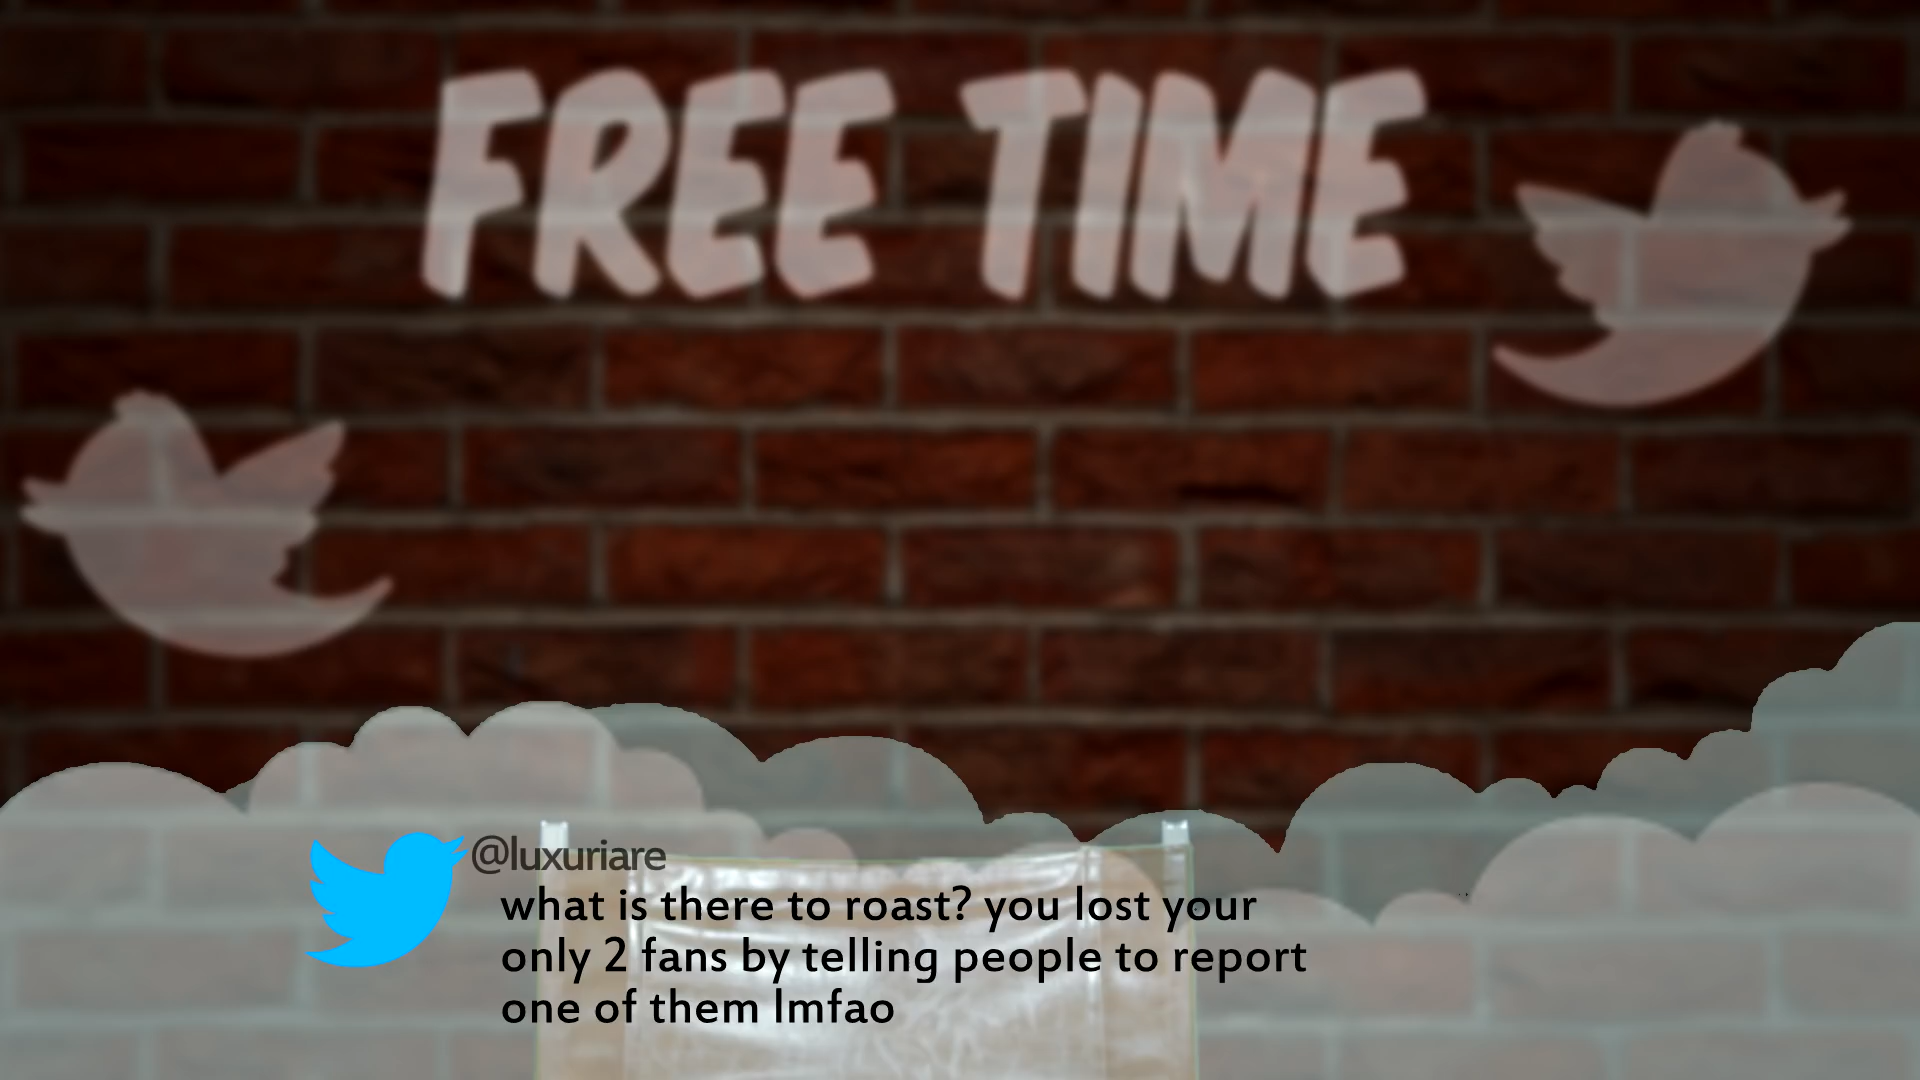 FREE TIME
@luxuriare
what is there to roast? you lost your
only 2 fans by telling people to report
one of them lmfao